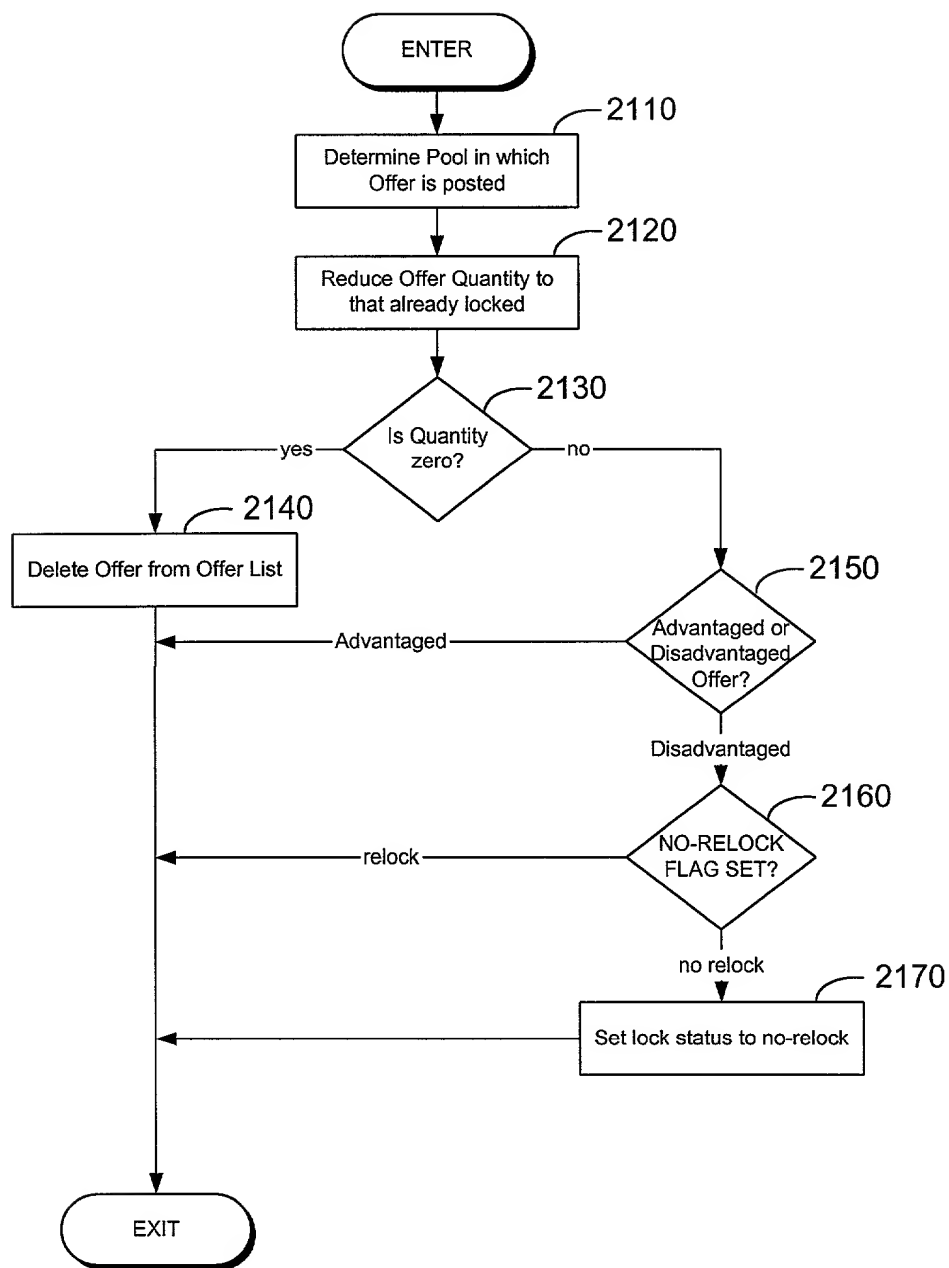 ENTER
2110
Determine Pool in which
Offer is posted
2120
Reduce Offer Quantity to
that already locked
2130
Is Quantity
zero?
yes
no
2140
Delete Offer from Offer List
2150
Advantaged or
Disadvantaged
Offer?
Advantaged
Disadvantaged
2160
NO-RELOCK
FLAG SET?
relock
no relock
2170
Set lock status to no-relock
EXIT